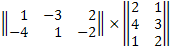 ‖ 1 −3 2 ‖ × ‖ 2 1 ‖
‖ −4 1 −2 ‖ ‖ 4 3 ‖
‖ 1 2 ‖